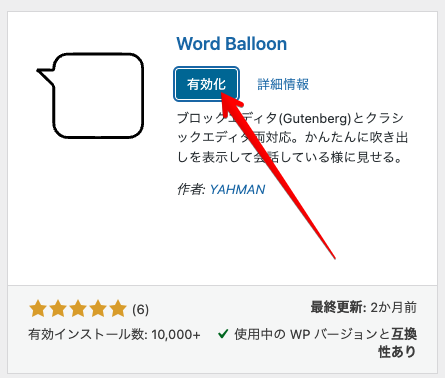 Word Balloon
有効化 詳細情報
ブロックエディタ(Gutenberg)とクラシ
ックエディタ両対応。かんたんに吹き出
しを表示して会話している様に見せる。
作者: YAHMAN
(6)
最終更新: 2か月前
有効インストール数: 10,000+
使用中の WP バージョンと互換
性あり